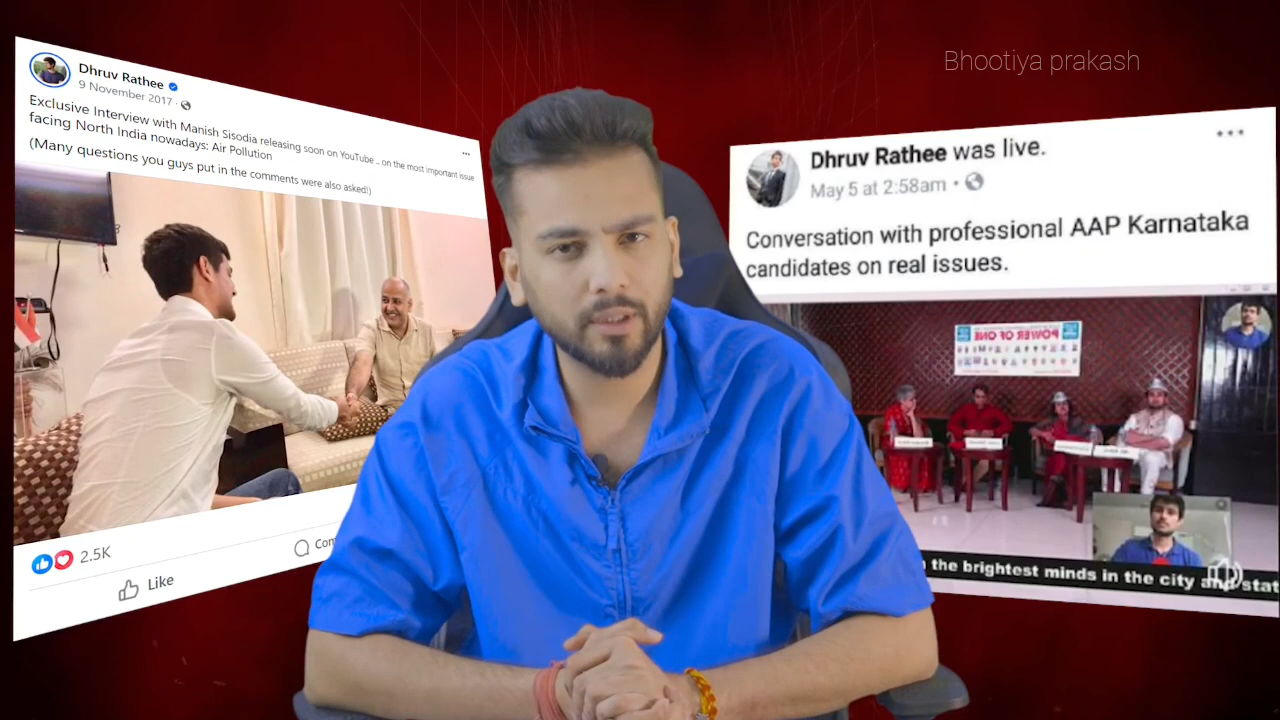 Bhootiya prakash
Dhruv Rathee
9 November 2017 ·
Exclusive Interview with Manish Sisodia releasing soon on YouTube .. on the most important issue
facing North India nowadays: Air Pollution
(Many questions you guys put in the comments were also asked!)
2.5K
Com
Like
Dhruv Rathee was live.
May 5 at 2:58am ·
Conversation with professional AAP Karnataka
candidates on real issues.
POWER OF ONE
the brightest minds in the city and stat